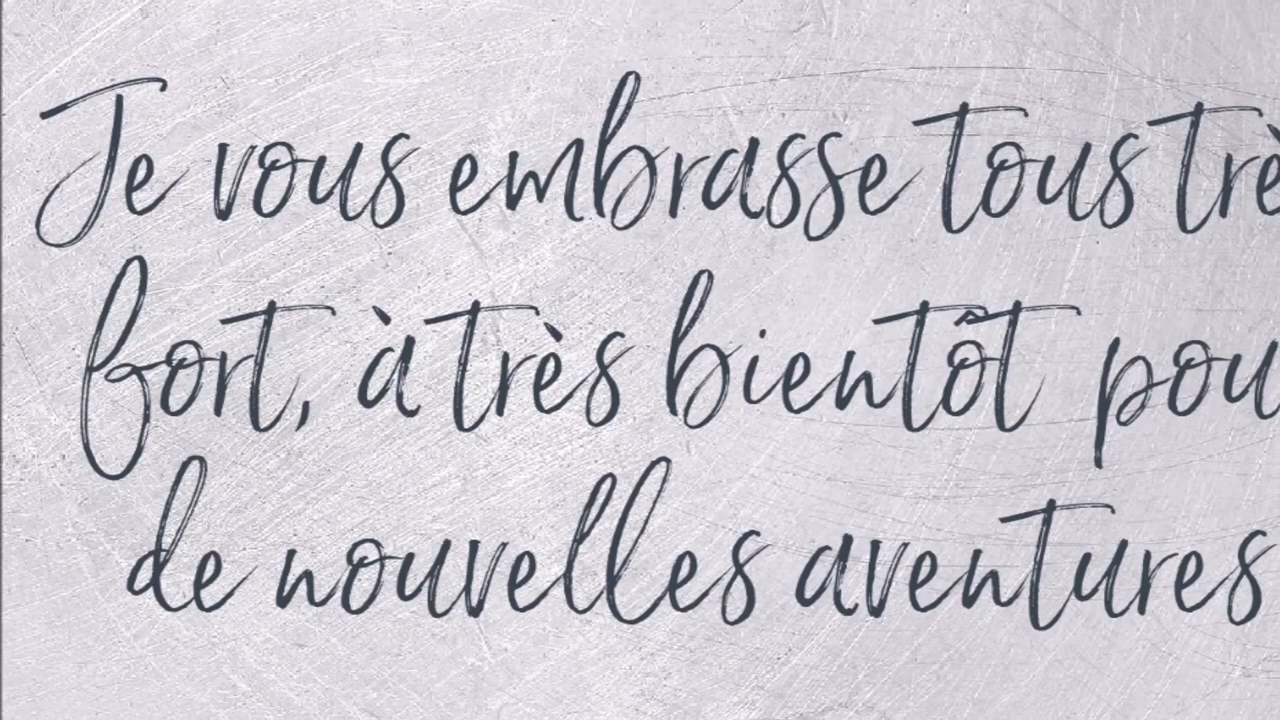 Je vous embrasse tous trè
fort, à très bientôt pou
de nouvelles aventures